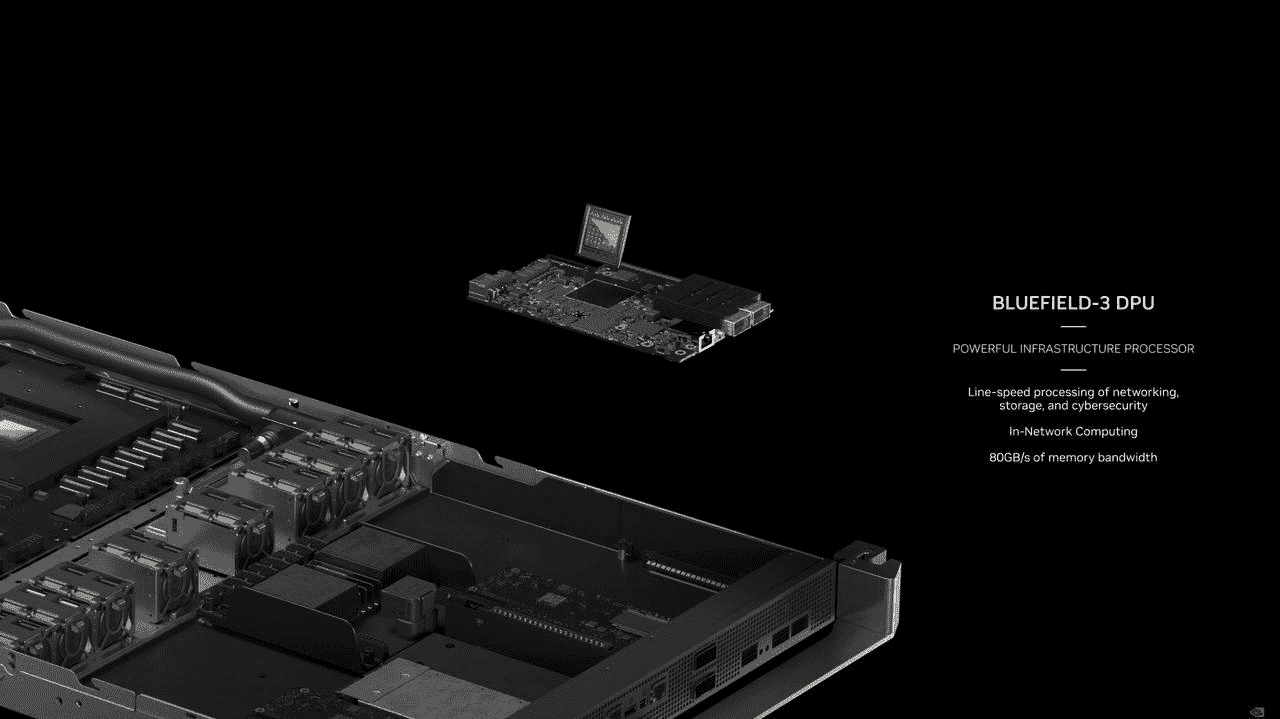 BLUEFIELD-3 DPU
POWERFUL INFRASTRUCTURE PROCESSOR
Line-speed processing of networking,
storage, and cybersecurity
In-Network Computing
80GB/s of memory bandwidth